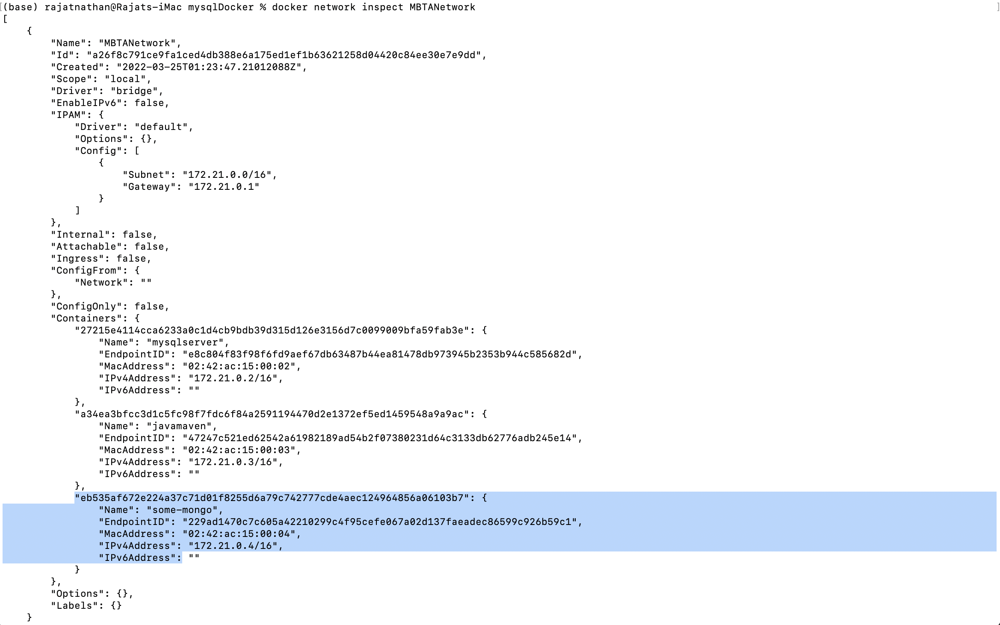 (base) rajatnathan@Rajats-iMac mysqlDocker % docker network inspect MBTANetwork
[
    {
        "Name": "MBTANetwork",
        "Id": "a26f8c791ce9fa1ced4db388e6a175ed1ef1b63621258d04420c84ee30e7e9dd",
        "Created": "2022-03-25T01:23:47.21012088Z",
        "Scope": "local",
        "Driver": "bridge",
        "EnableIPv6": false,
        "IPAM": {
            "Driver": "default",
            "Options": {},
            "Config": [
                {
                    "Subnet": "172.21.0.0/16",
                    "Gateway": "172.21.0.1"
                }
            ]
        },
        "Internal": false,
        "Attachable": false,
        "Ingress": false,
        "ConfigFrom": {
            "Network": ""
        },
        "ConfigOnly": false,
        "Containers": {
            "27215e4114cca6233a0c1d4cb9bdb39d315d126e3156d7c0099009bfa59fab3e": {
                "Name": "mysqlserver",
                "EndpointID": "e8c804f83f98f6fd9aef67db63487b44ea81478db973945b2353b944c585682d",
                "MacAddress": "02:42:ac:15:00:02",
                "IPv4Address": "172.21.0.2/16",
                "IPv6Address": ""
            },
            "a34ea3bfcc3d1c5fc98f7fdc6f84a2591194470d2e1372ef5ed1459548a9a9ac": {
                "Name": "javamaven",
                "EndpointID": "47247c521ed62542a61982189ad54b2f07380231d64c3133db62776adb245e14",
                "MacAddress": "02:42:ac:15:00:03",
                "IPv4Address": "172.21.0.3/16",
                "IPv6Address": ""
            },
            "eb535af672e224a37c71d01f8255d6a79c742777cde4aec124964856a06103b7": {
                "Name": "some-mongo",
                "EndpointID": "229ad1470c7c605a42210299c4f95cefe067a02d137faeadec86599c926b59c1",
                "MacAddress": "02:42:ac:15:00:04",
                "IPv4Address": "172.21.0.4/16",
                "IPv6Address": ""
            }
        },
        "Options": {},
        "Labels": {}
    }